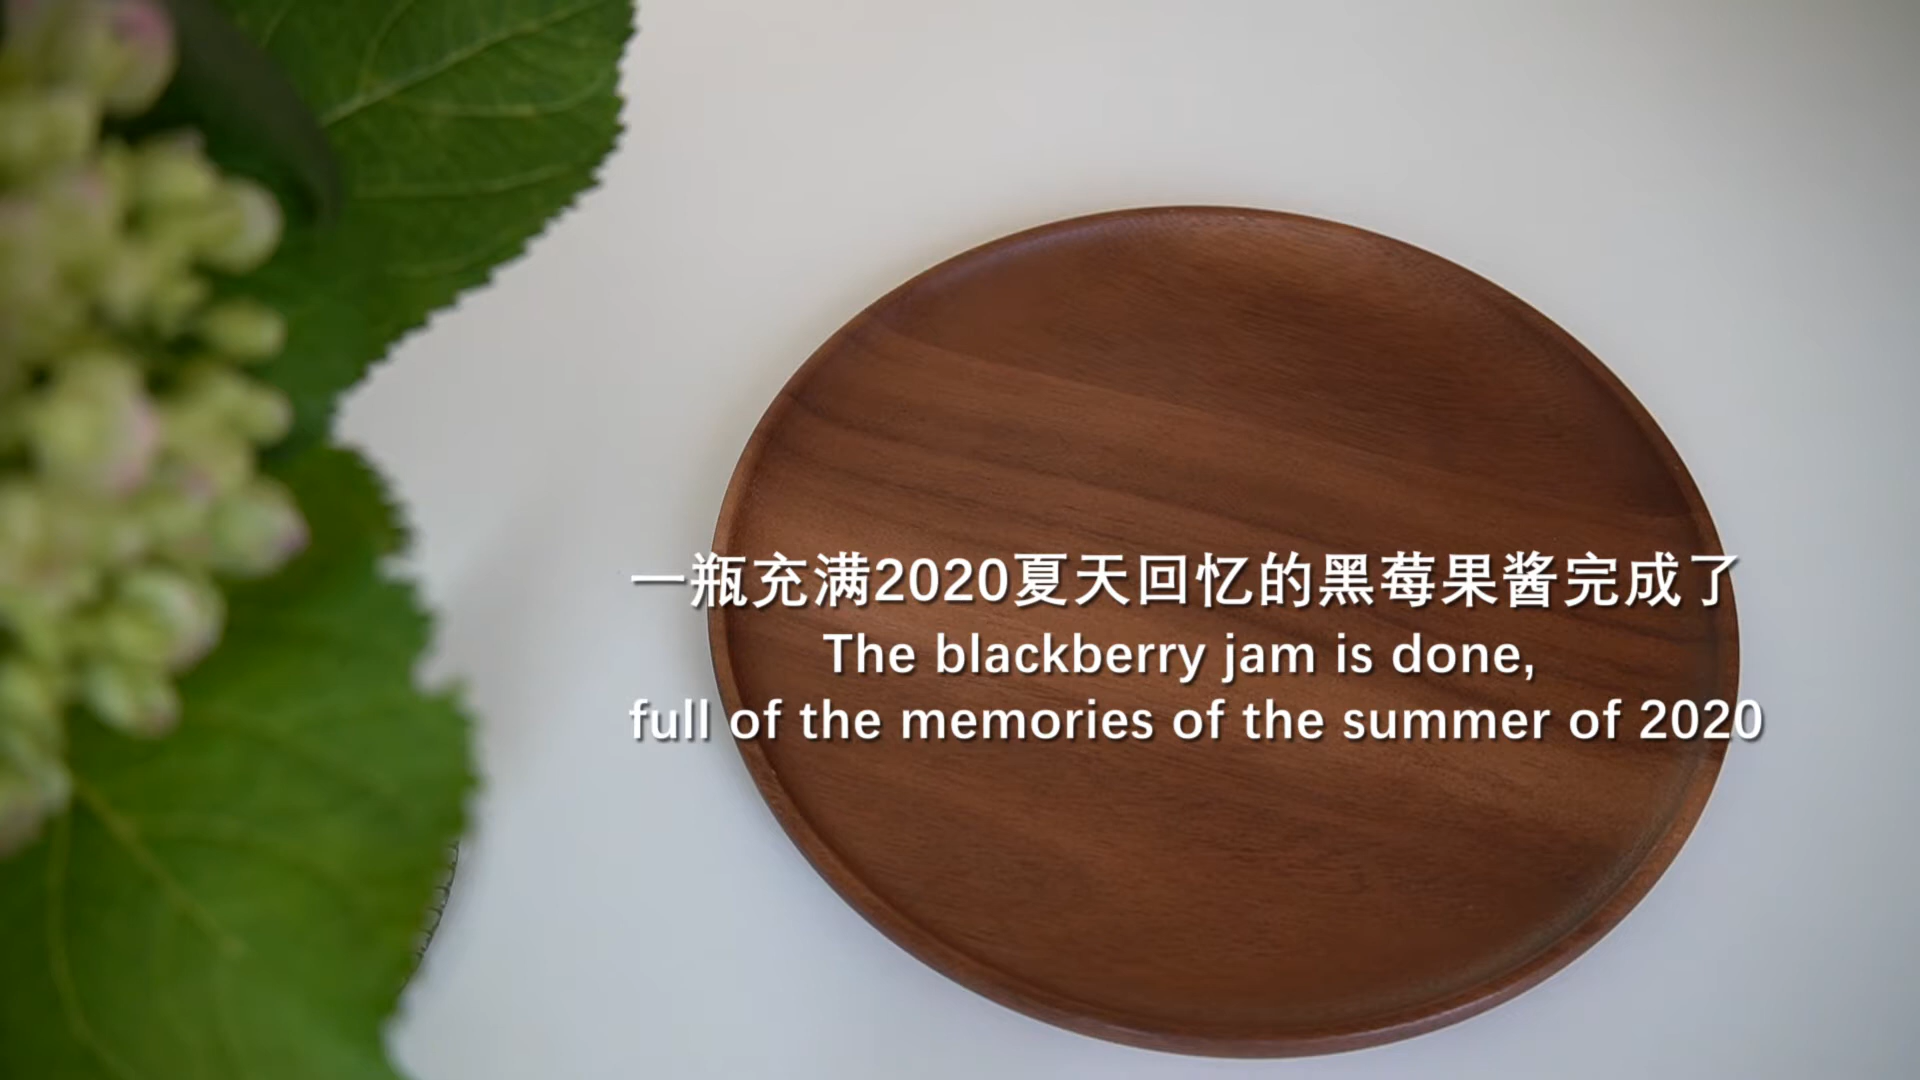 一瓶充满2020夏天回忆的黑莓果酱完成了
The blackberry jam is done,
full of the memories of the summer of 2020